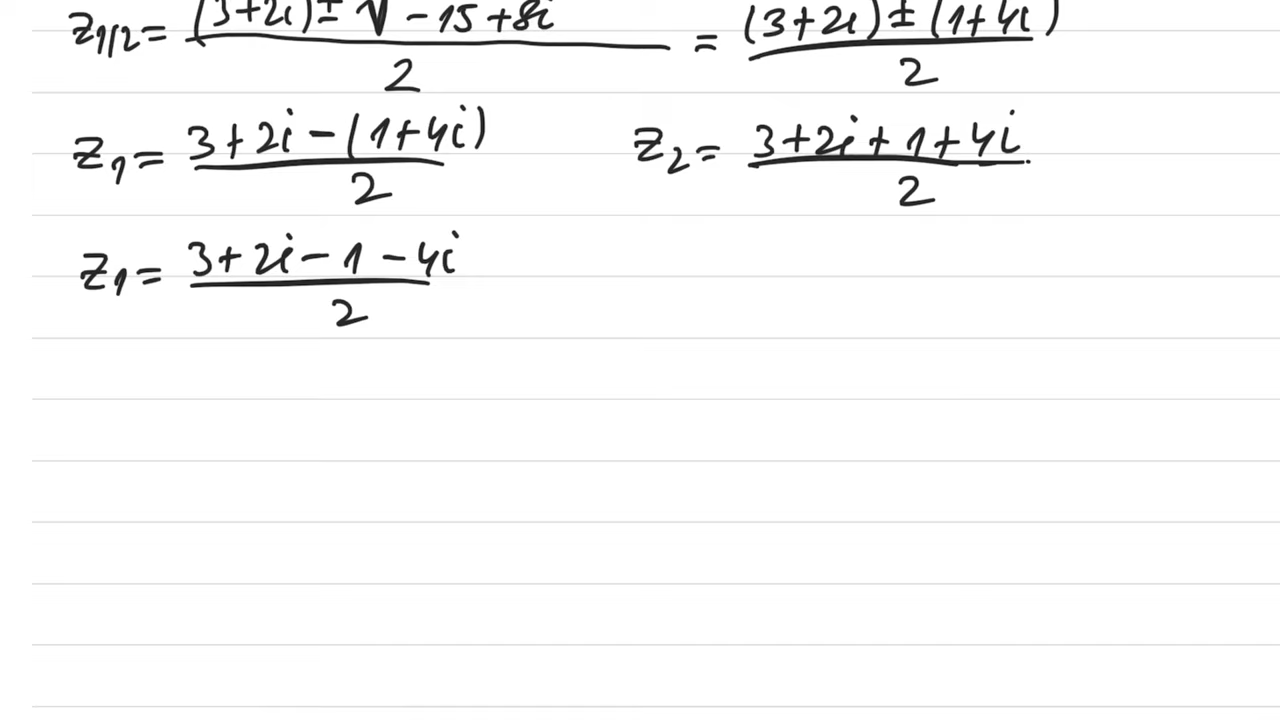 z1/2 = ((3+2i) ± √-15+8i)/2 = ((3+2i) ± (1+4i))/2
z1 = (3+2i-(1+4i))/2 z2 = (3+2i+1+4i)/2
z1 = (3+2i-1-4i)/2